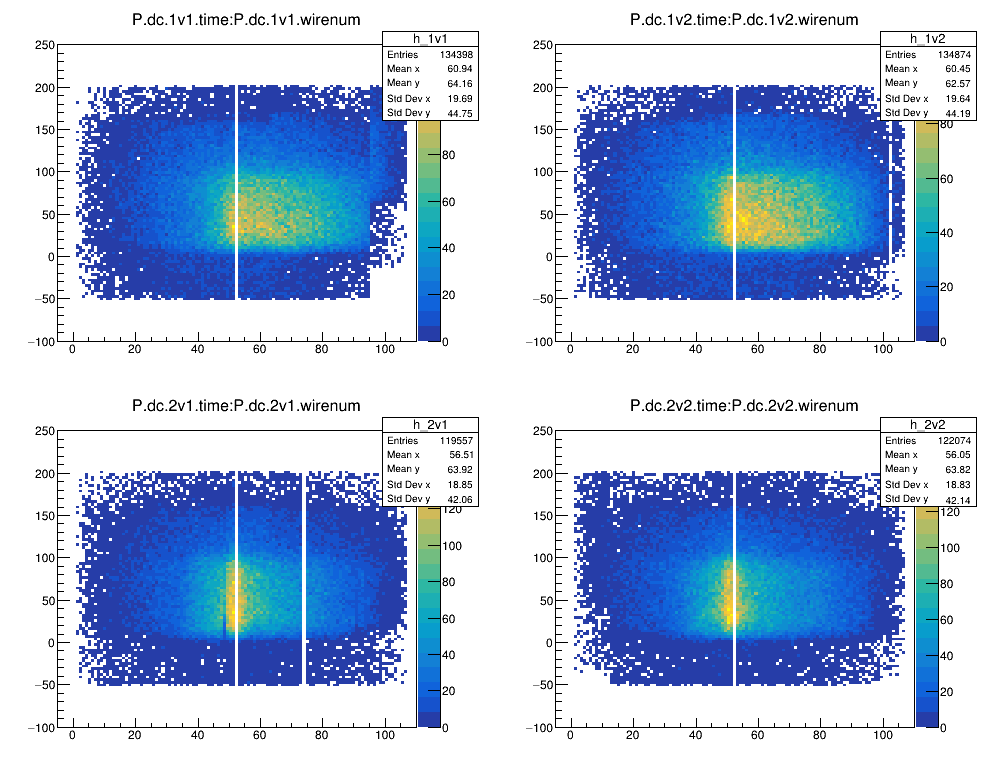 P.dc.1v1.time:P.dc.1v1.wirenum
h_1v1
Entries 134398
Mean x 60.94
Mean y 64.16
Std Dev x 19.69
Std Dev y 44.75
250
200
150
100
50
0
−50
−100
0 20 40 60 80 100
80
60
40
20
0
P.dc.1v2.time:P.dc.1v2.wirenum
h_1v2
Entries 134874
Mean x 60.45
Mean y 62.57
Std Dev x 19.64
Std Dev y 44.19
250
200
150
100
50
0
−50
−100
0 20 40 60 80 100
80
60
40
20
0
P.dc.2v1.time:P.dc.2v1.wirenum
h_2v1
Entries 119557
Mean x 56.51
Mean y 63.92
Std Dev x 18.85
Std Dev y 42.06
250
200
150
100
50
0
−50
−100
0 20 40 60 80 100
120
100
80
60
40
20
0
P.dc.2v2.time:P.dc.2v2.wirenum
h_2v2
Entries 122074
Mean x 56.05
Mean y 63.82
Std Dev x 18.83
Std Dev y 42.14
250
200
150
100
50
0
−50
−100
0 20 40 60 80 100
120
100
80
60
40
20
0